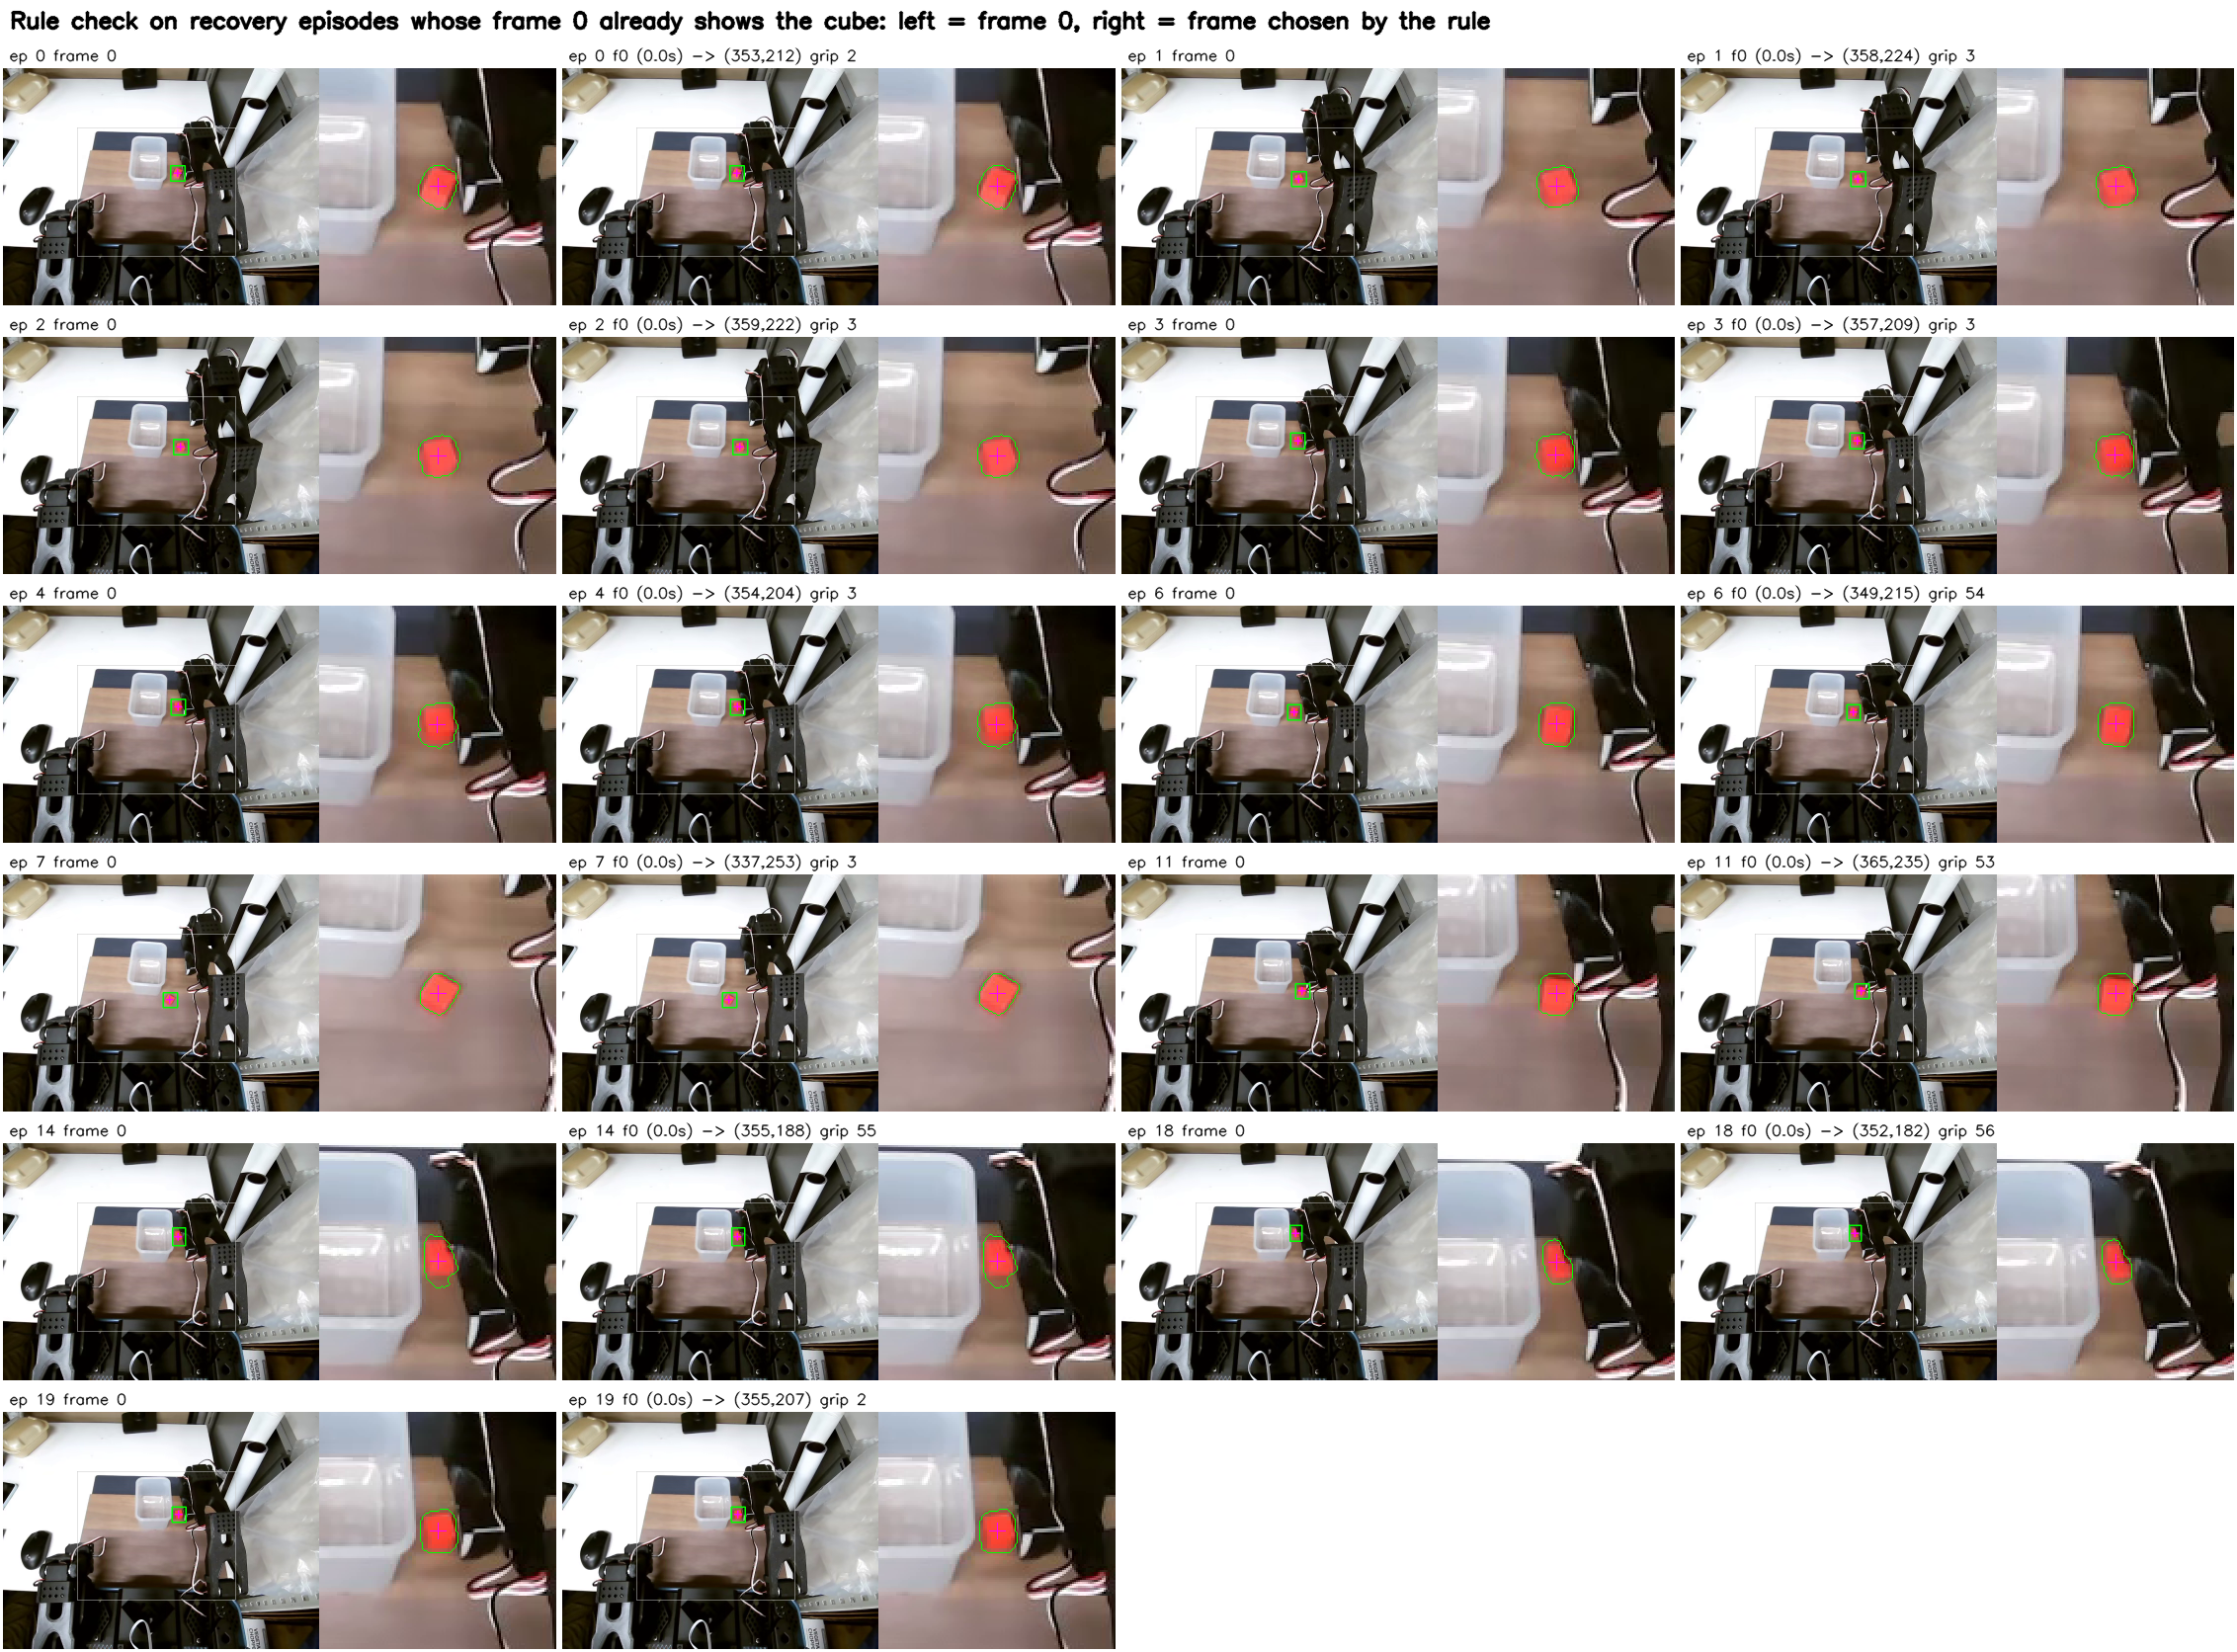 Rule check on recovery episodes whose frame 0 already shows the cube: left = frame 0, right = frame chosen by the rule
ep 0 frame 0
ep 0 f0 (0.0s) -> (353,212) grip 2
ep 1 frame 0
ep 1 f0 (0.0s) -> (358,224) grip 3
ep 2 frame 0
ep 2 f0 (0.0s) -> (359,222) grip 3
ep 3 frame 0
ep 3 f0 (0.0s) -> (357,209) grip 3
ep 4 frame 0
ep 4 f0 (0.0s) -> (354,204) grip 3
ep 6 frame 0
ep 6 f0 (0.0s) -> (349,215) grip 54
ep 7 frame 0
ep 7 f0 (0.0s) -> (337,253) grip 3
ep 11 frame 0
ep 11 f0 (0.0s) -> (365,235) grip 53
ep 14 frame 0
ep 14 f0 (0.0s) -> (355,188) grip 55
ep 18 frame 0
ep 18 f0 (0.0s) -> (352,182) grip 56
ep 19 frame 0
ep 19 f0 (0.0s) -> (355,207) grip 2